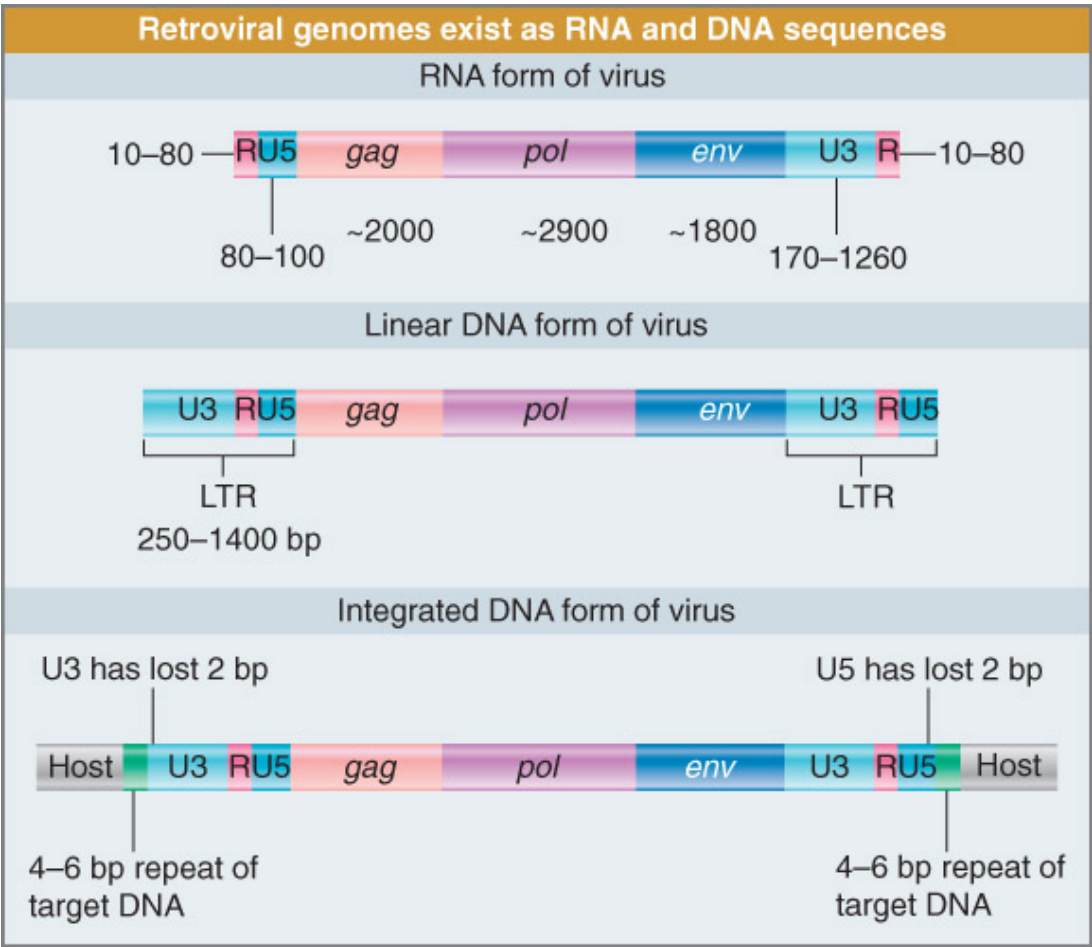 Retroviral genomes exist as RNA and DNA sequences
RNA form of virus
10–80 R U5 gag pol env U3 R 10–80
~2000 ~2900 ~1800
80–100 170–1260
Linear DNA form of virus
U3 R U5 gag pol env U3 R U5
LTR LTR
250–1400 bp
Integrated DNA form of virus
U3 has lost 2 bp U5 has lost 2 bp
Host U3 R U5 gag pol env U3 R U5 Host
4–6 bp repeat of 4–6 bp repeat of
target DNA target DNA